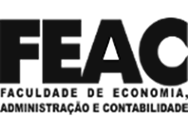 FEAC
FACULDADE DE ECONOMIA,
ADMINISTRAÇÃO E CONTABILIDADE